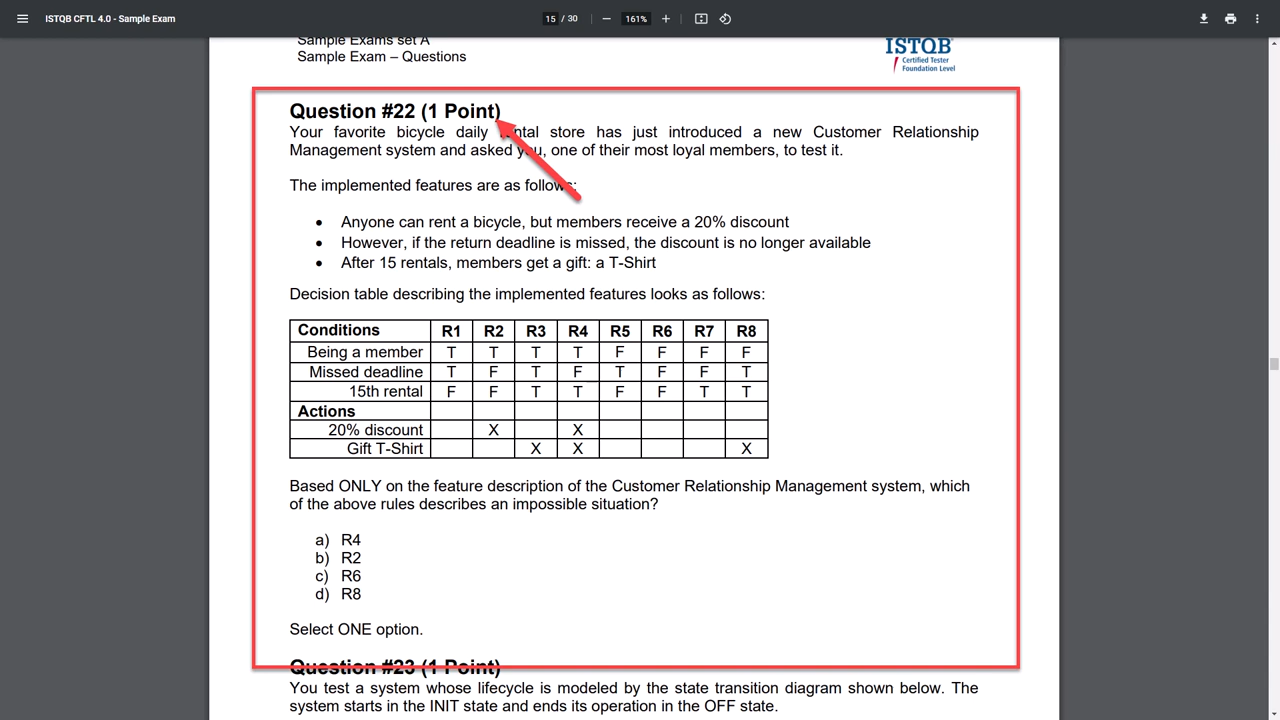 ISTQB CFTL 4.0 - Sample Exam
15 / 30
161%
Sample Exams set A
Sample Exam – Questions
ISTQB
Certified Tester
Foundation Level
Question #22 (1 Point)
Your favorite bicycle daily rental store has just introduced a new Customer Relationship
Management system and asked you, one of their most loyal members, to test it.
The implemented features are as follows:
• Anyone can rent a bicycle, but members receive a 20% discount
• However, if the return deadline is missed, the discount is no longer available
• After 15 rentals, members get a gift: a T-Shirt
Decision table describing the implemented features looks as follows:
Conditions R1 R2 R3 R4 R5 R6 R7 R8
Being a member T T T T F F F F
Missed deadline T F T F T F F T
15th rental F F T T F F T T
Actions
20% discount X X
Gift T-Shirt X X X
Based ONLY on the feature description of the Customer Relationship Management system, which
of the above rules describes an impossible situation?
a) R4
b) R2
c) R6
d) R8
Select ONE option.
Question #23 (1 Point)
You test a system whose lifecycle is modeled by the state transition diagram shown below. The
system starts in the INIT state and ends its operation in the OFF state.